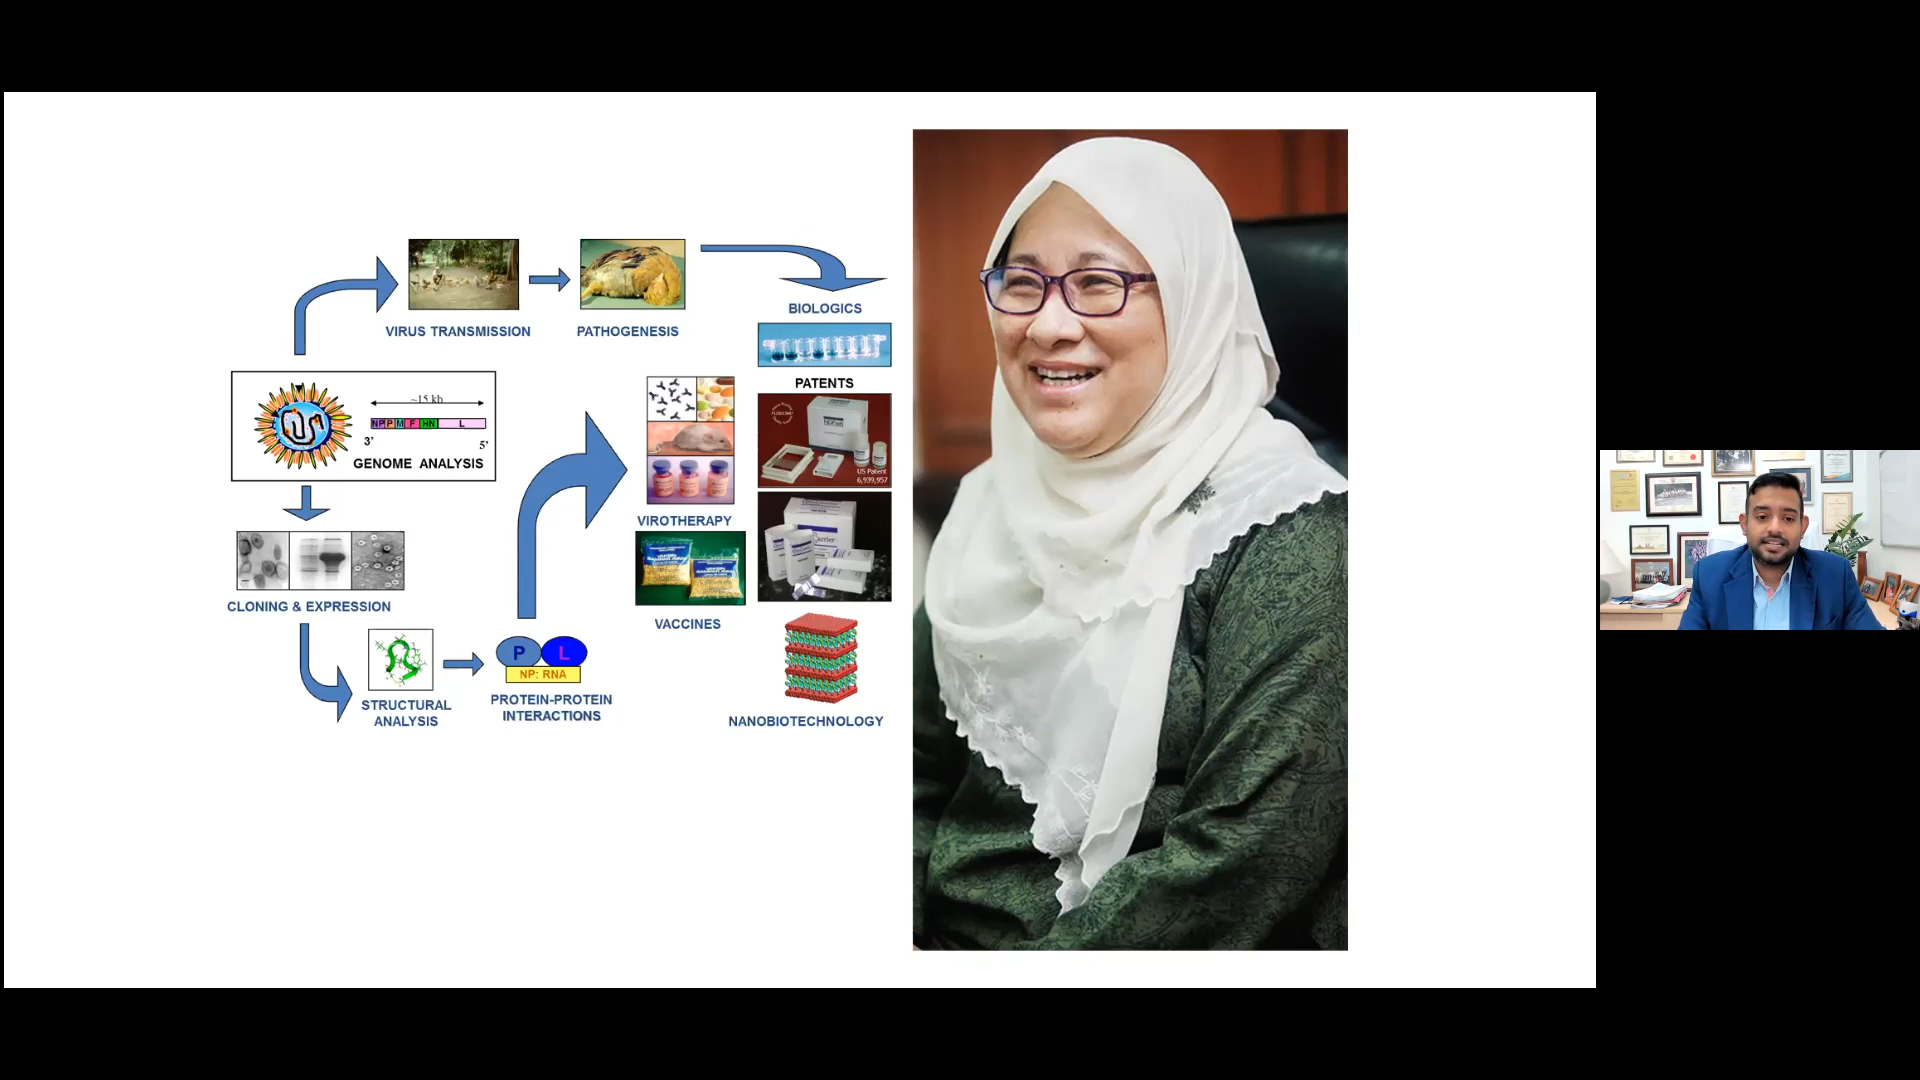 VIRUS TRANSMISSION
PATHOGENESIS
BIOLOGICS
PATENTS
~15 kb
NP P M F HN L
3’
5’
GENOME ANALYSIS
US Patent
6,939,957
VIROTHERAPY
CLONING & EXPRESSION
VACCINES
P L
NP: RNA
STRUCTURAL
ANALYSIS
PROTEIN-PROTEIN
INTERACTIONS
NANOBIOTECHNOLOGY